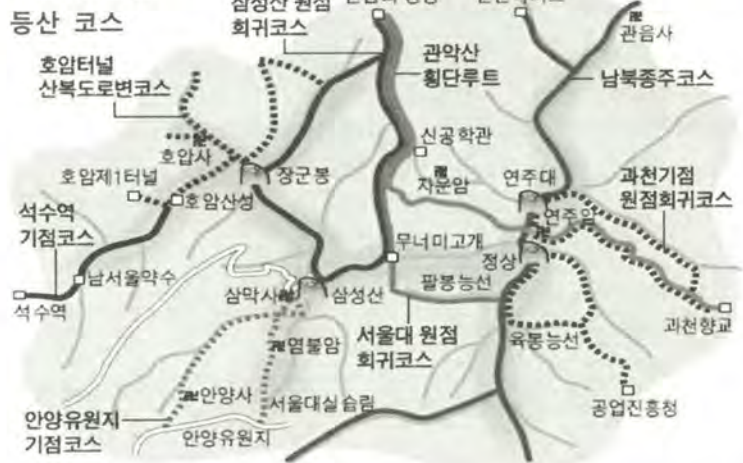 등산 코스
삼성산 원점
회귀코스
관음사
호암터널
산복도로변코스
관악산
횡단루트
남북종주코스
신공학관
호압사
호암제1터널
장군봉
자운암
연주대
과천기점
원점회귀코스
호암산성
연주암
석수역
기점코스
무너미고개
정상
남서울약수
팔봉능선
삼막사
삼성산
석수역
과천향교
서울대 원점
회귀코스
육봉능선
염불암
안양사
서울대실습림
공업진흥청
안양유원지
기점코스
안양유원지